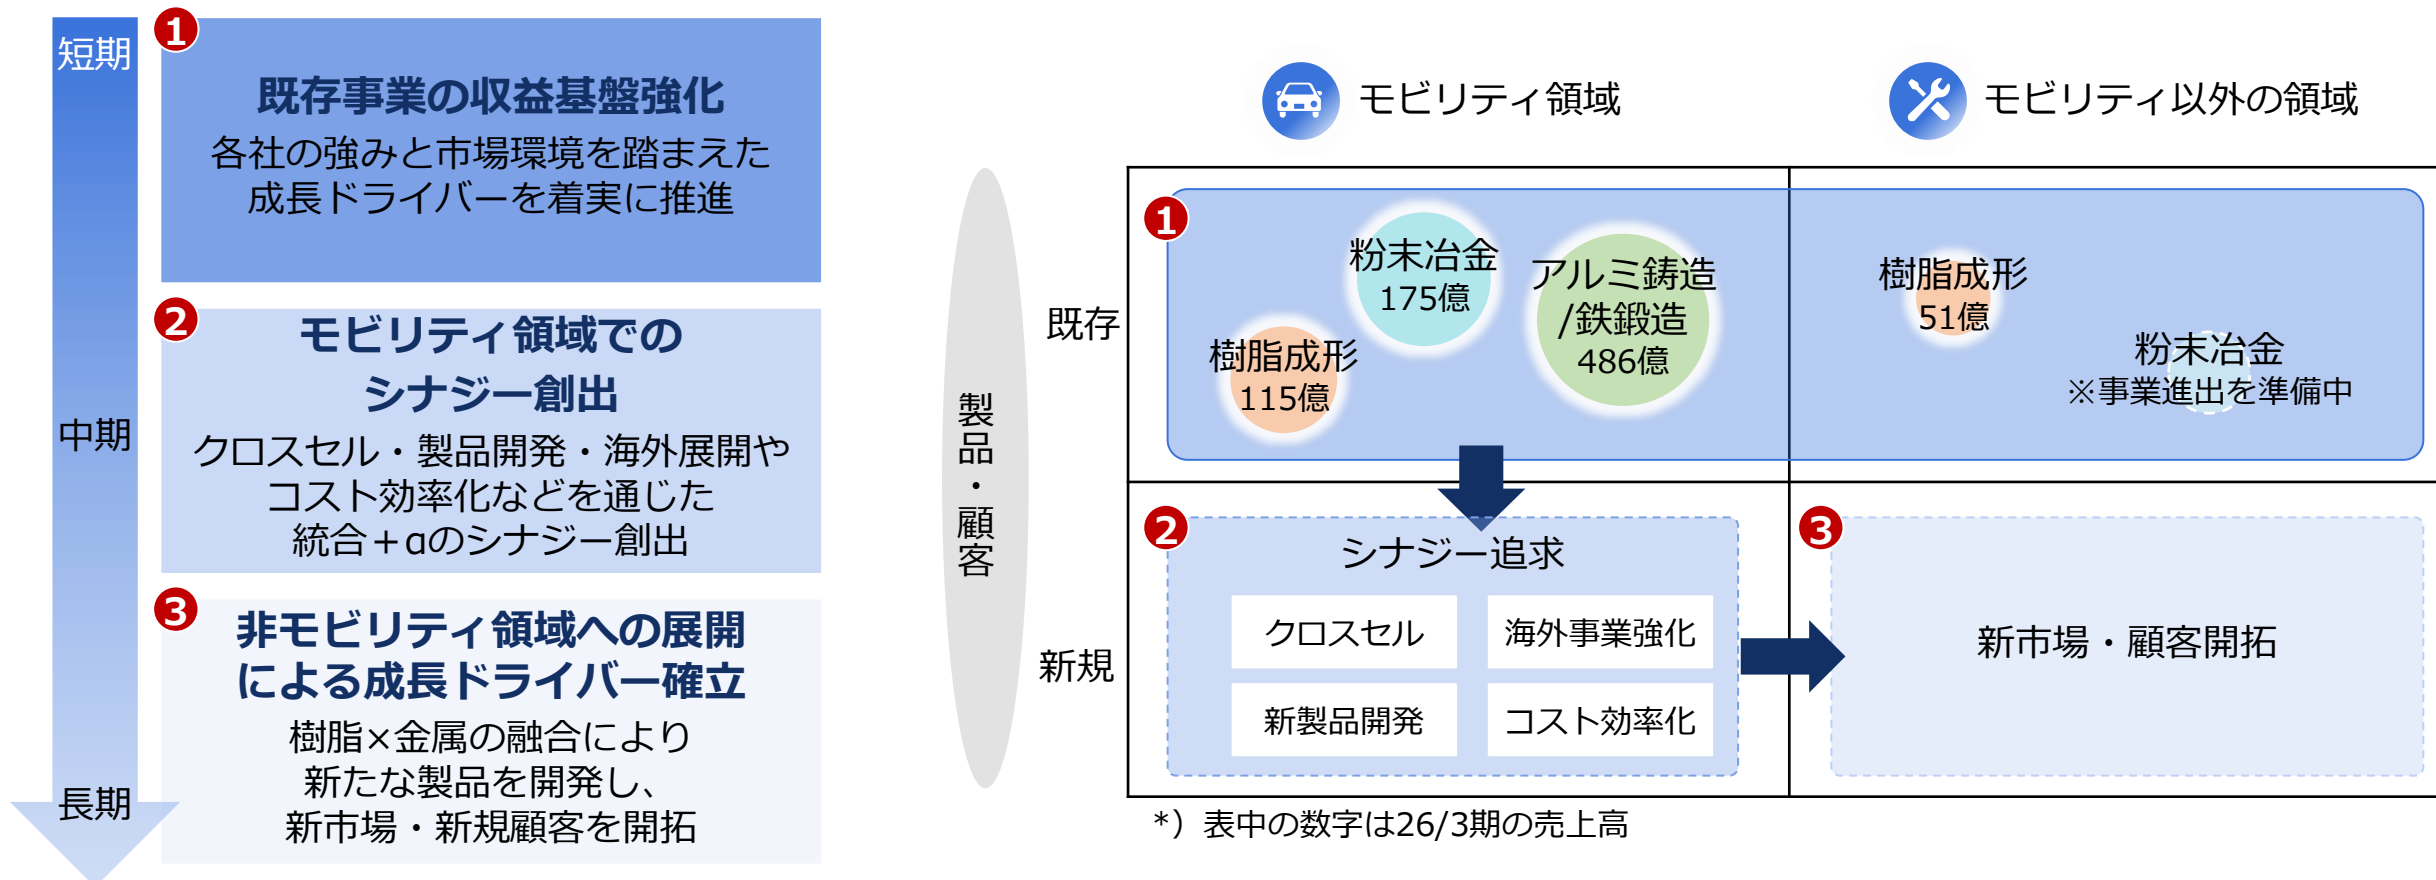 短期
中期
長期
1
既存事業の収益基盤強化
各社の強みと市場環境を踏まえた
成長ドライバーを着実に推進
2
モビリティ領域での
シナジー創出
クロスセル・製品開発・海外展開や
コスト効率化などを通じた
統合+αのシナジー創出
3
非モビリティ領域への展開
による成長ドライバー確立
樹脂×金属の融合により
新たな製品を開発し、
新市場・新規顧客を開拓
モビリティ領域
モビリティ以外の領域
製品・顧客
既存
1
樹脂成形
115億
粉末冶金
175億
アルミ鋳造
/鉄鍛造
486億
樹脂成形
51億
粉末冶金
※事業進出を準備中
新規
2
シナジー追求
クロスセル
海外事業強化
新製品開発
コスト効率化
3
新市場・顧客開拓
*）表中の数字は26/3期の売上高